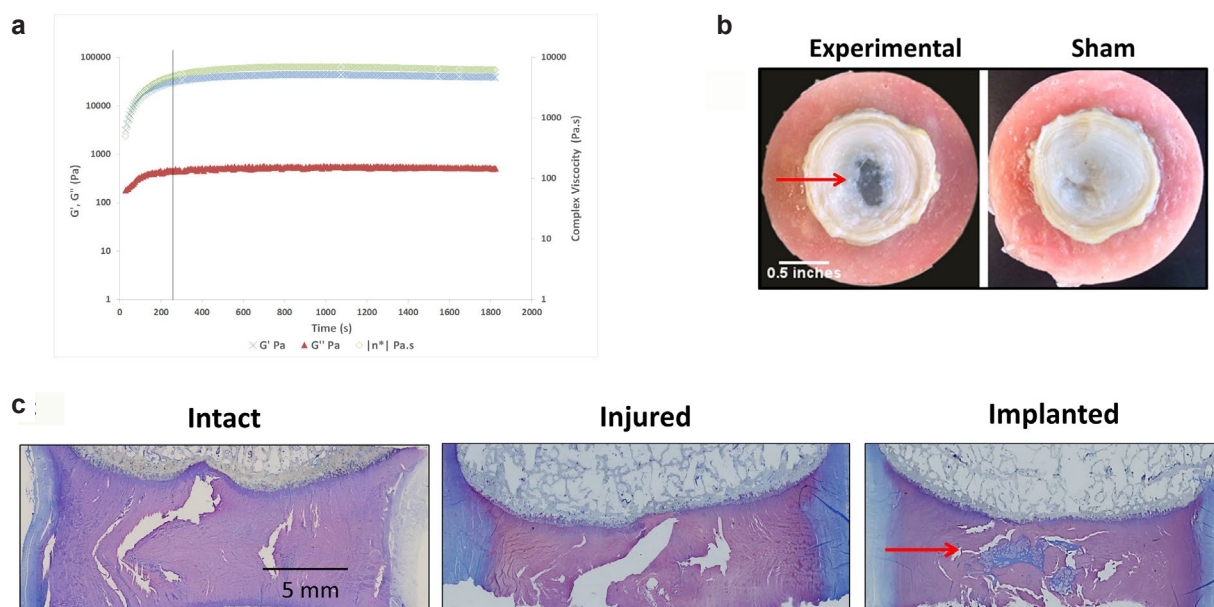 a
100000
10000
1000
100
10
1
G', G'' (Pa)
0
200
400
600
800
1000
1200
1400
1600
1800
2000
Time (s)
10000
1000
100
10
1
Complex Viscocity (Pa.s)
G' Pa
G'' Pa
|n*| Pa.s
b
Experimental
Sham
0.5 inches
c
Intact
Injured
Implanted
5 mm